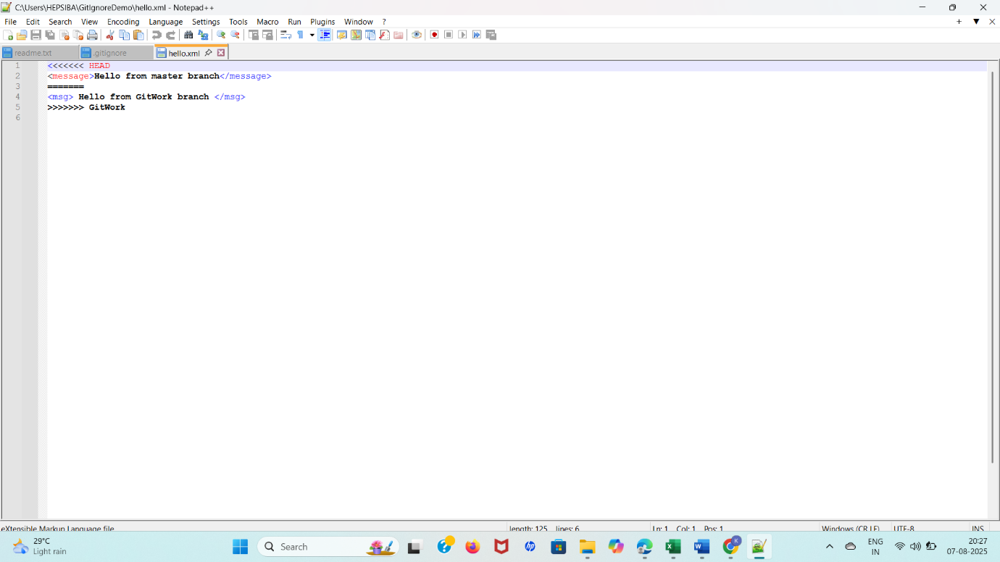 C:\Users\HEPSIBA\GitIgnoreDemo\hello.xml - Notepad++
File Edit Search View Encoding Language Settings Tools Macro Run Plugins Window ?
readme.txt .gitignore hello.xml
1 <<<<<<< HEAD
2 <message>Hello from master branch</message>
3 =======
4 <msg> Hello from GitWork branch </msg>
5 >>>>>>> GitWork
6
eXtensible Markup Language file length: 125 lines: 6 Ln: 1 Col: 1 Pos: 1 Windows (CR LF) UTF-8 INS
29°C
Light rain
Search
ENG
IN
20:27
07-08-2025